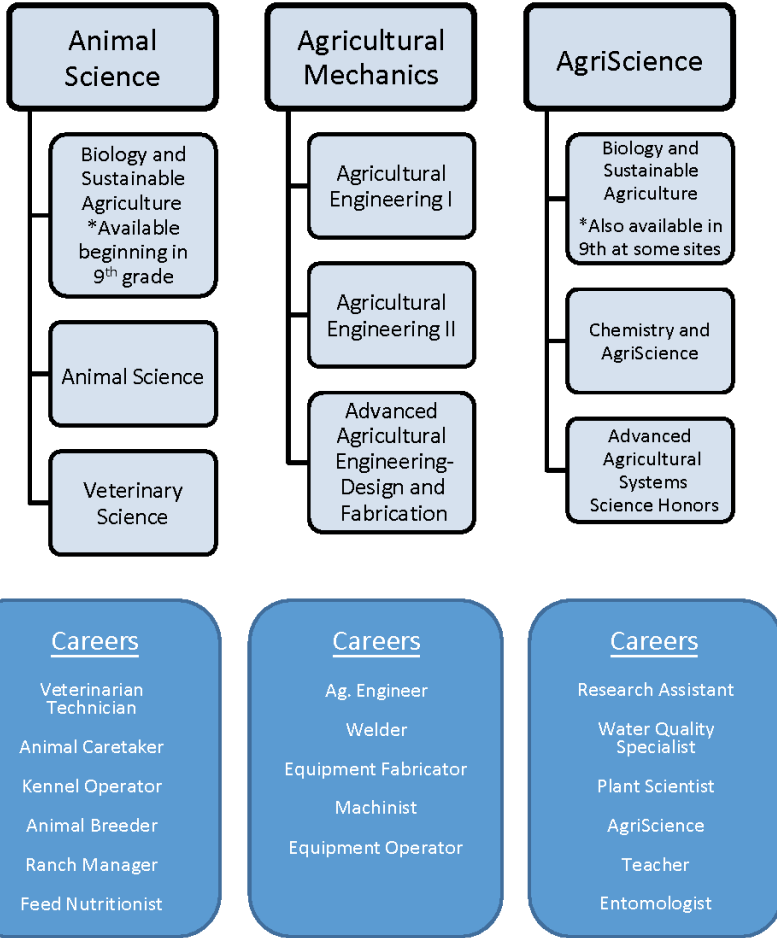 Animal
Science
Biology and
Sustainable
Agriculture
*Available
beginning in
9th grade
Animal Science
Veterinary
Science
Agricultural
Mechanics
Agricultural
Engineering I
Agricultural
Engineering II
Advanced
Agricultural
Engineering-
Design and
Fabrication
AgriScience
Biology and
Sustainable
Agriculture
*Also available in
9th at some sites
Chemistry and
AgriScience
Advanced
Agricultural
Systems
Science Honors
Careers
Veterinarian
Technician
Animal Caretaker
Kennel Operator
Animal Breeder
Ranch Manager
Feed Nutritionist
Careers
Ag. Engineer
Welder
Equipment Fabricator
Machinist
Equipment Operator
Careers
Research Assistant
Water Quality
Specialist
Plant Scientist
AgriScience
Teacher
Entomologist